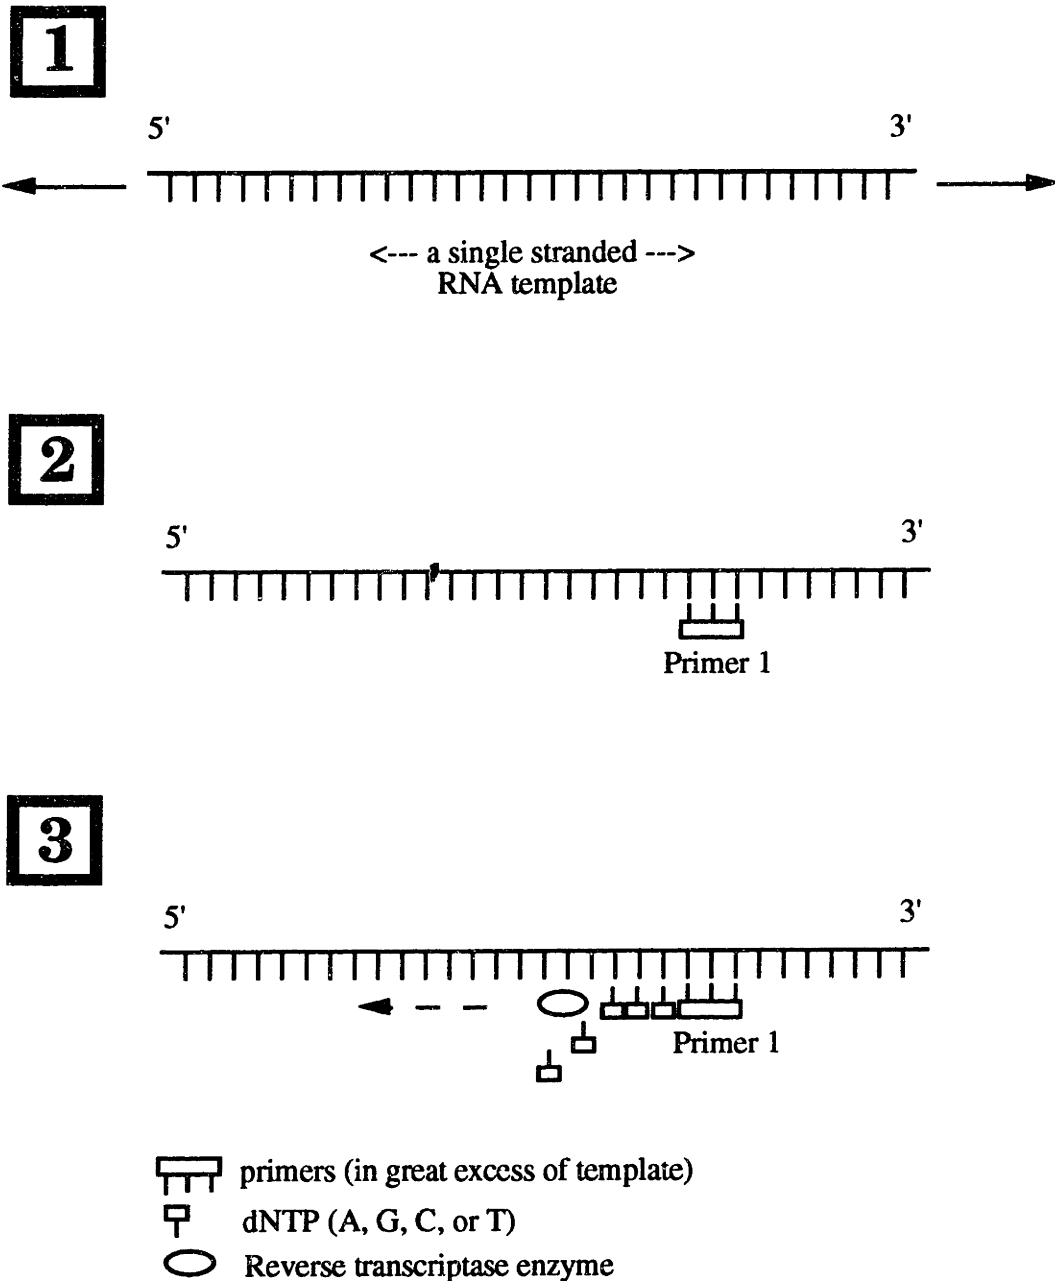 1
5' 3'
<--- a single stranded --->
RNA template
2
5' 3'
Primer 1
3
5' 3'
Primer 1
primers (in great excess of template)
dNTP (A, G, C, or T)
Reverse transcriptase enzyme